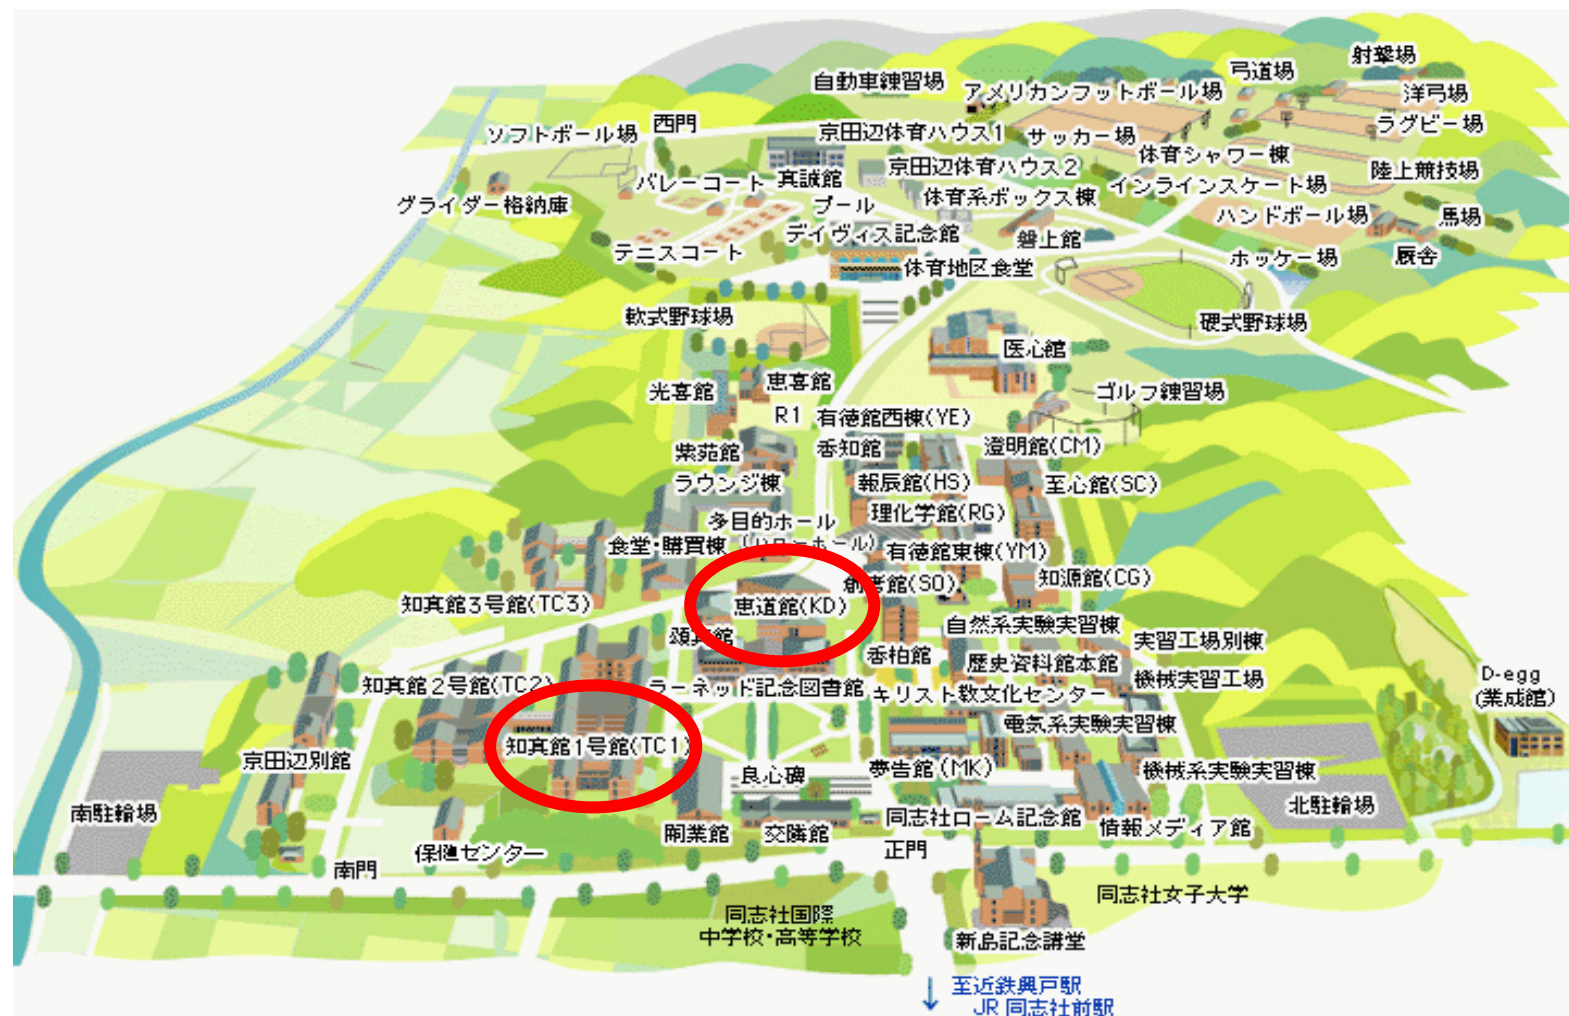 射撃場
弓道場
自動車練習場
アメリカンフットボール場
洋弓場
ソフトボール場
西門
京田辺体育ハウス1
サッカー場
ラグビー場
京田辺体育ハウス2
体育シャワー棟
陸上競技場
バレーコート
真誠館
インラインスケート場
グライダー格納庫
プール
体育系ボックス棟
ハンドボール場
馬場
テニスコート
デイヴィス記念館
磐上館
ホッケー場
厩舎
体育地区食堂
軟式野球場
硬式野球場
医心館
光喜館
恵喜館
ゴルフ練習場
R1
有徳館西棟(YE)
紫苑館
香知館
澄明館(CM)
ラウンジ棟
報辰館(HS)
至心館(SC)
多目的ホール
理化学館(RG)
食堂・購買棟
有徳館東棟(YM)
創考館(SO)
知源館(CG)
知真館3号館(TC3)
恵道館(KD)
頌真館
自然系実験実習棟
実習工場別棟
香柏館
歴史資料館本館
知真館2号館(TC2)
ラーネッド記念図書館
キリスト教文化センター
機械実習工場
D-egg
(業成館)
知真館1号館(TC1)
電気系実験実習棟
京田辺別館
良心碑
夢告館(MK)
機械系実験実習棟
南駐輪場
北駐輪場
開業館
交隣館
同志社ローム記念館
情報メディア館
保健センター
正門
南門
同志社女子大学
同志社国際
中学校・高等学校
新島記念講堂
↓ 至近鉄興戸駅
JR 同志社前駅